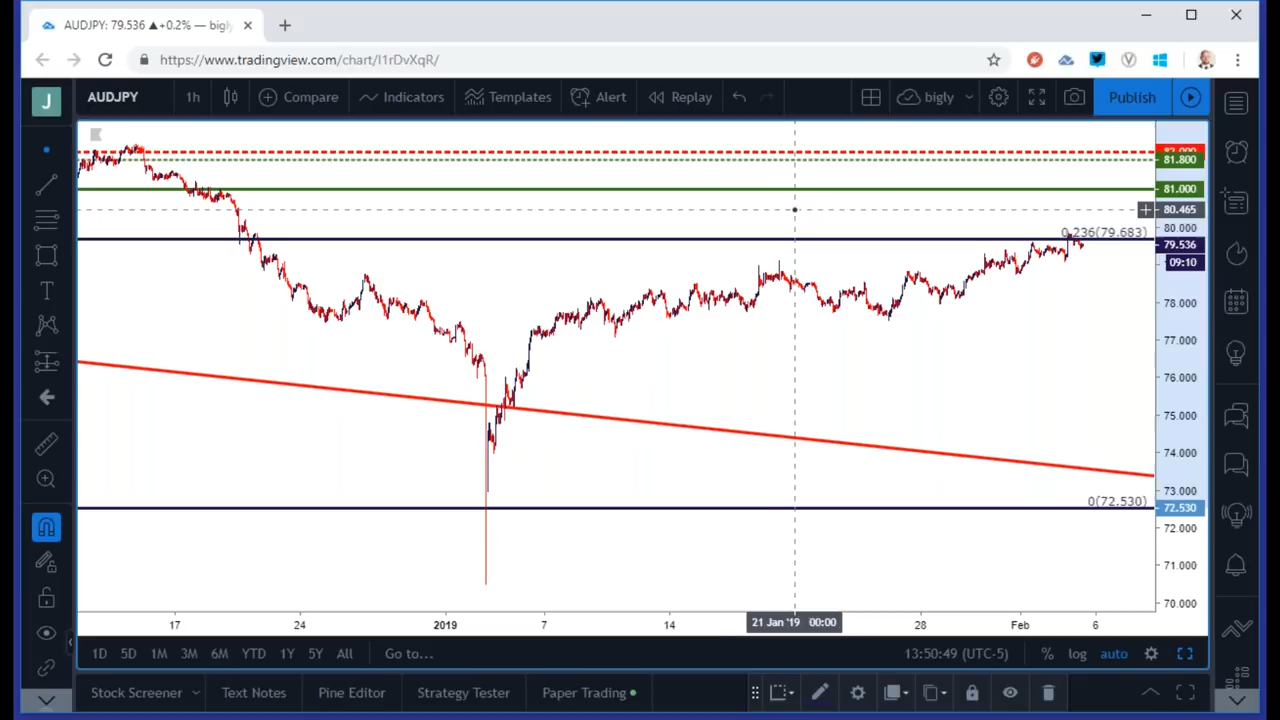 AUDJPY: 79.536 ▲+0.2% — bigly
https://www.tradingview.com/chart/I1rDvXqR/
J
AUDJPY 1h Compare Indicators Templates Alert Replay bigly Publish
82.000
81.800
81.000
80.465
80.000
0.236(79.683)
79.536
09:10
78.000
77.000
76.000
75.000
74.000
73.000
0(72.530)
72.530
72.000
71.000
70.000
17 24 2019 7 14 21 Jan '19 00:00 28 Feb 6
1D 5D 1M 3M 6M YTD 1Y 5Y All Go to... 13:50:49 (UTC-5) % log auto
Stock Screener Text Notes Pine Editor Strategy Tester Paper Trading